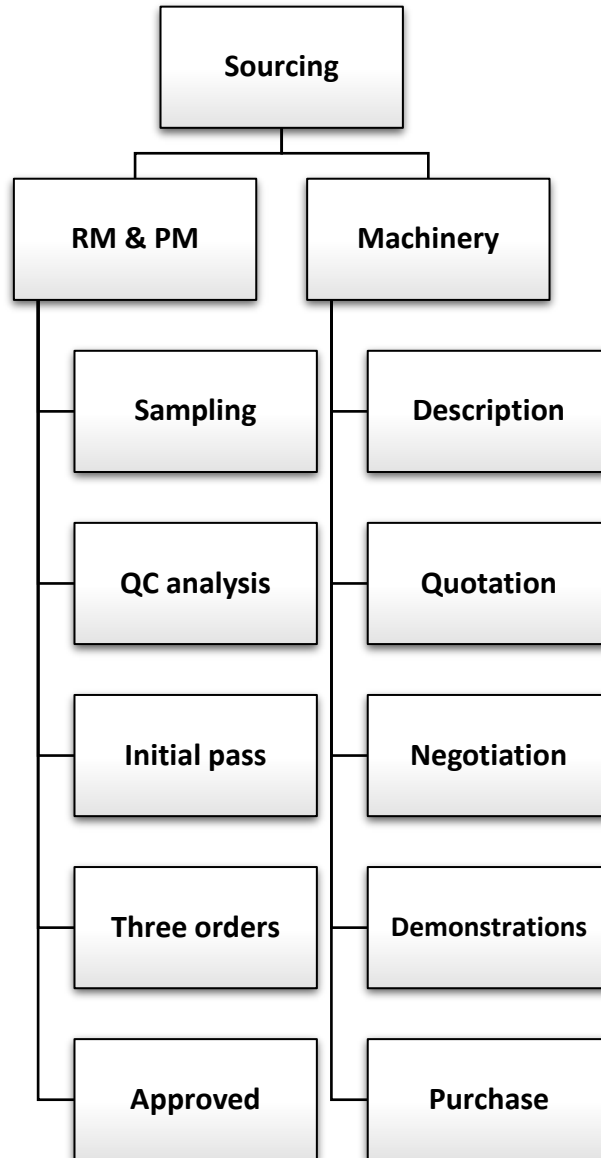 Sourcing
RM & PM
Machinery
Sampling
Description
QC analysis
Quotation
Initial pass
Negotiation
Three orders
Demonstrations
Approved
Purchase